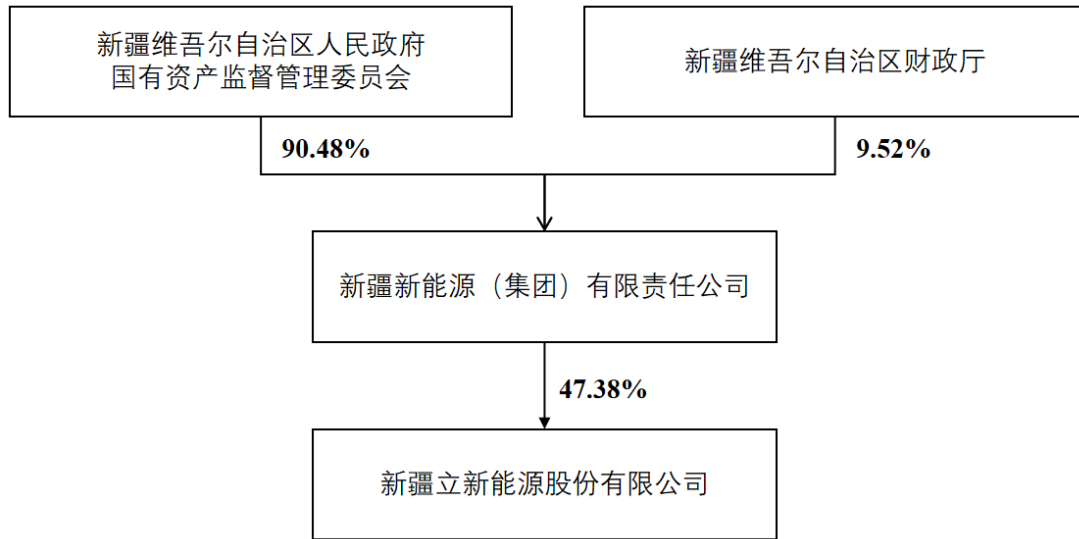 新疆维吾尔自治区人民政府
国有资产监督管理委员会
新疆维吾尔自治区财政厅
90.48%
9.52%
新疆新能源（集团）有限责任公司
47.38%
新疆立新能源股份有限公司